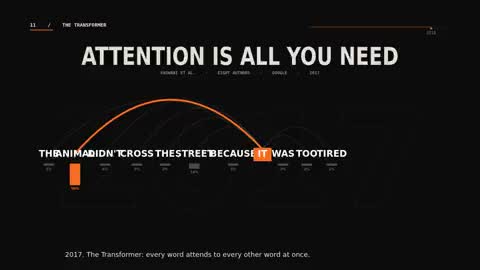 11 / THE TRANSFORMER
2018
ATTENTION IS ALL YOU NEED
VASWANI ET AL. · EIGHT AUTHORS · GOOGLE · 2017
THE ANIMAL DIDN'T CROSS THE STREET BECAUSE IT WAS TOO TIRED
2017. The Transformer: every word attends to every other word at once.